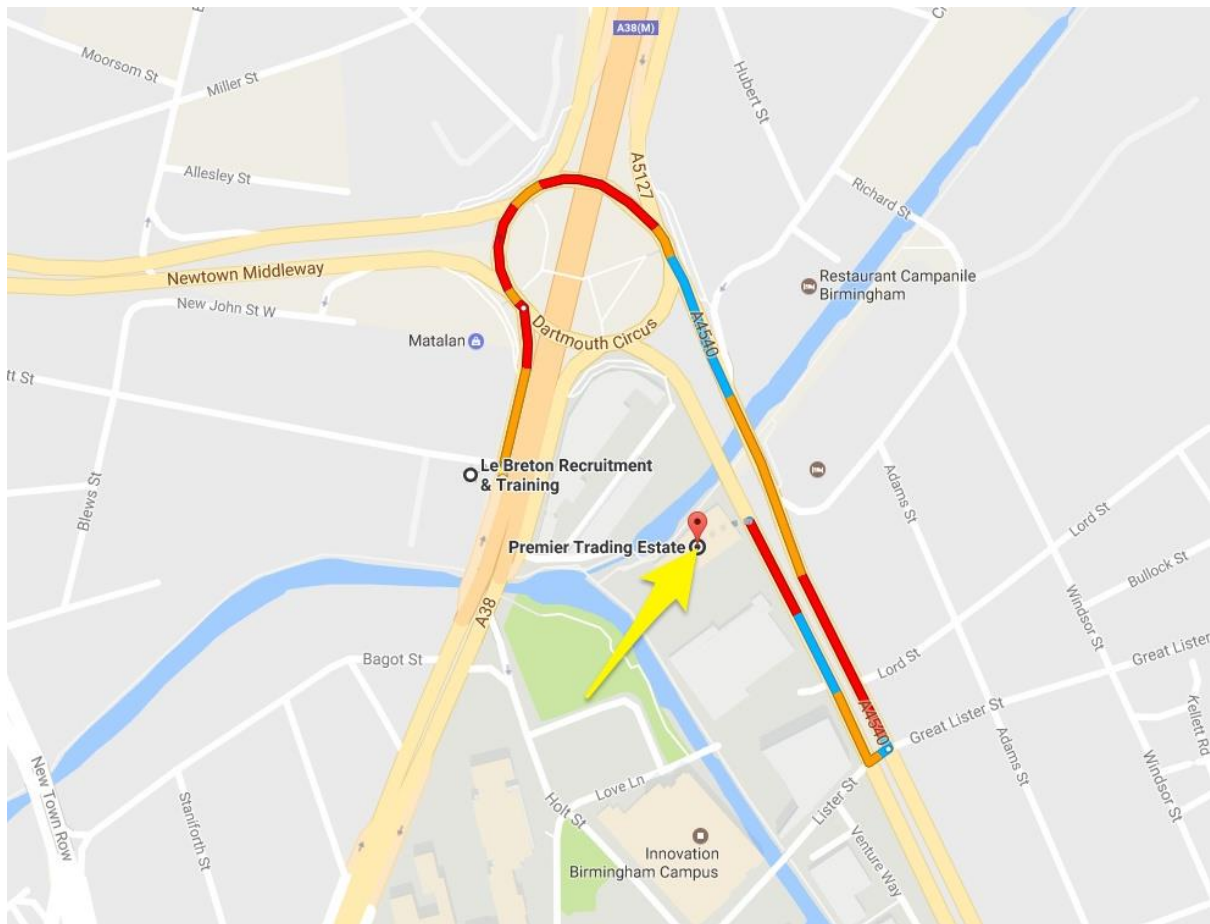 A38(M)
Moorsom St
Miller St
Hubert St
Allesley St
A5127
Richard St
Newtown Middleway
Restaurant Campanile
Birmingham
New John St W
Dartmouth Circus
A4540
Matalan
tt St
Le Breton Recruitment
& Training
Blews St
Adams St
Lord St
Premier Trading Estate
Bullock St
Windsor St
A38
Bagot St
Lord St
Great Lister
A4540
Great Lister St
Kellett Rd
New Town Row
Adams St
Windsor St
Love Ln
Lister St
Staniforth St
Holt St
Venture Way
Innovation
Birmingham Campus